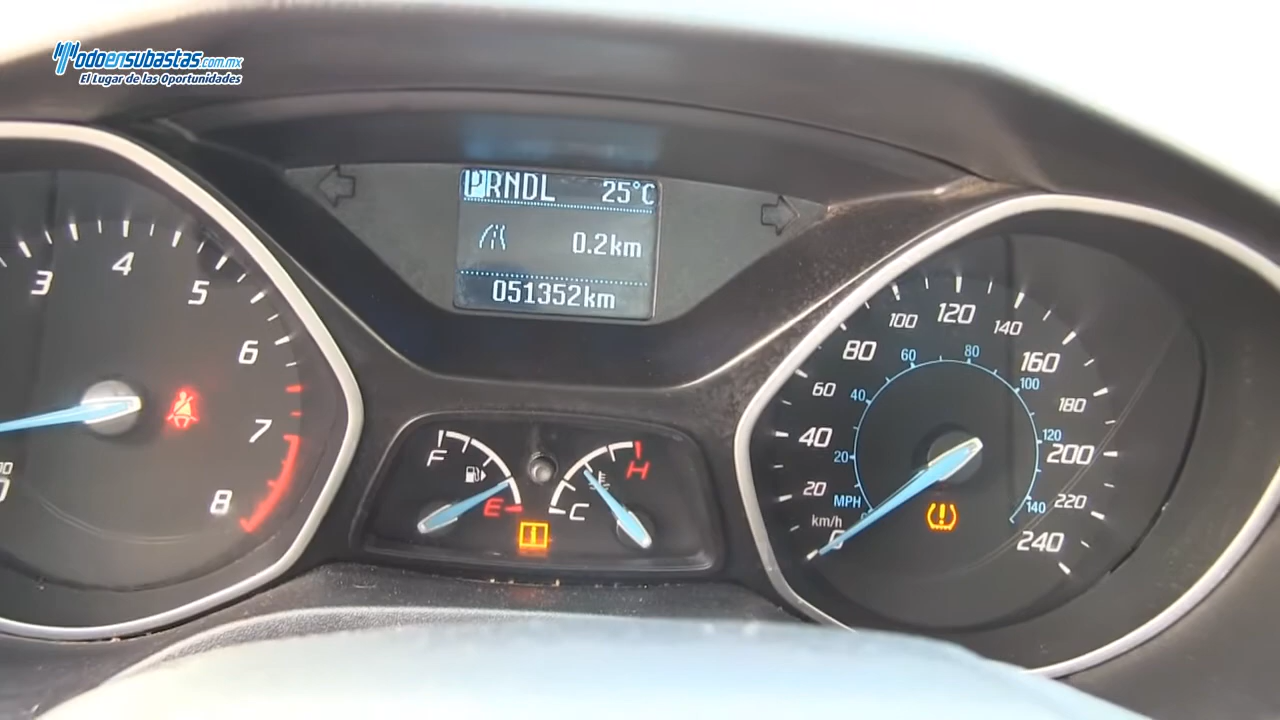 todoensubastas.com.mx
El Lugar de las Oportunidades
PRNDL 25°C
0.2km
051352km
3
4
5
6
7
8
F
E
C
H
20
40
60
80
100
120
140
160
180
200
220
240
km/h
MPH
20
40
60
80
100
120
140